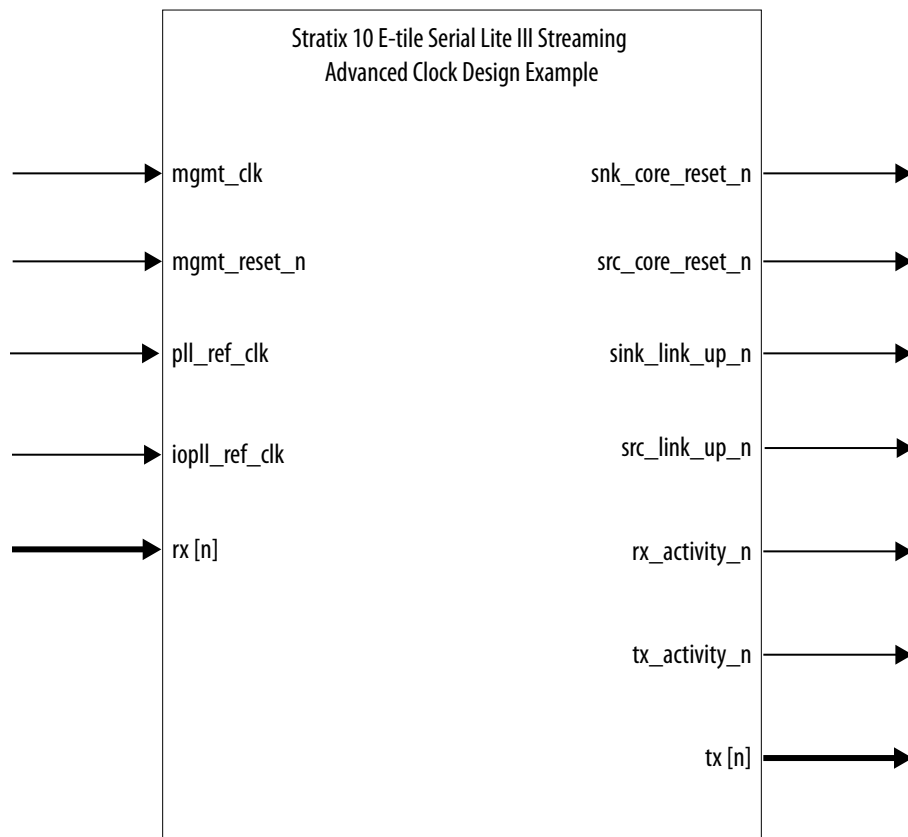 Stratix 10 E-tile Serial Lite III Streaming
Advanced Clock Design Example
mgmt_clk
snk_core_reset_n
mgmt_reset_n
src_core_reset_n
pll_ref_clk
sink_link_up_n
iopll_ref_clk
src_link_up_n
rx [n]
rx_activity_n
tx_activity_n
tx [n]